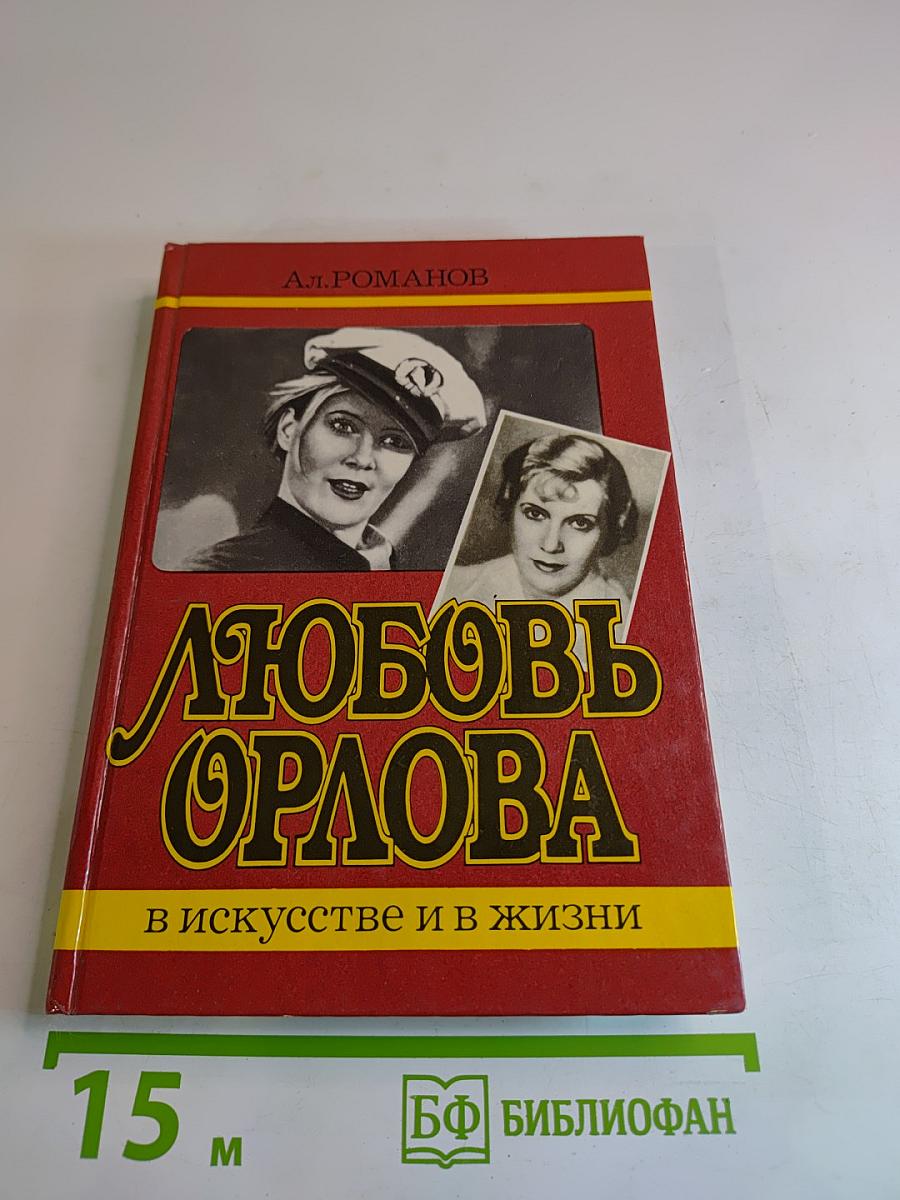 Ал.РОМАНОВ
ЛЮБОВЬ
ОРЛОВА
в искусстве и в жизни
15 м
БФ БИБЛИОФАН